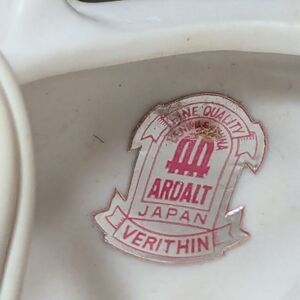 FINE QUALITY
ARDALT
JAPAN
VERITHIN